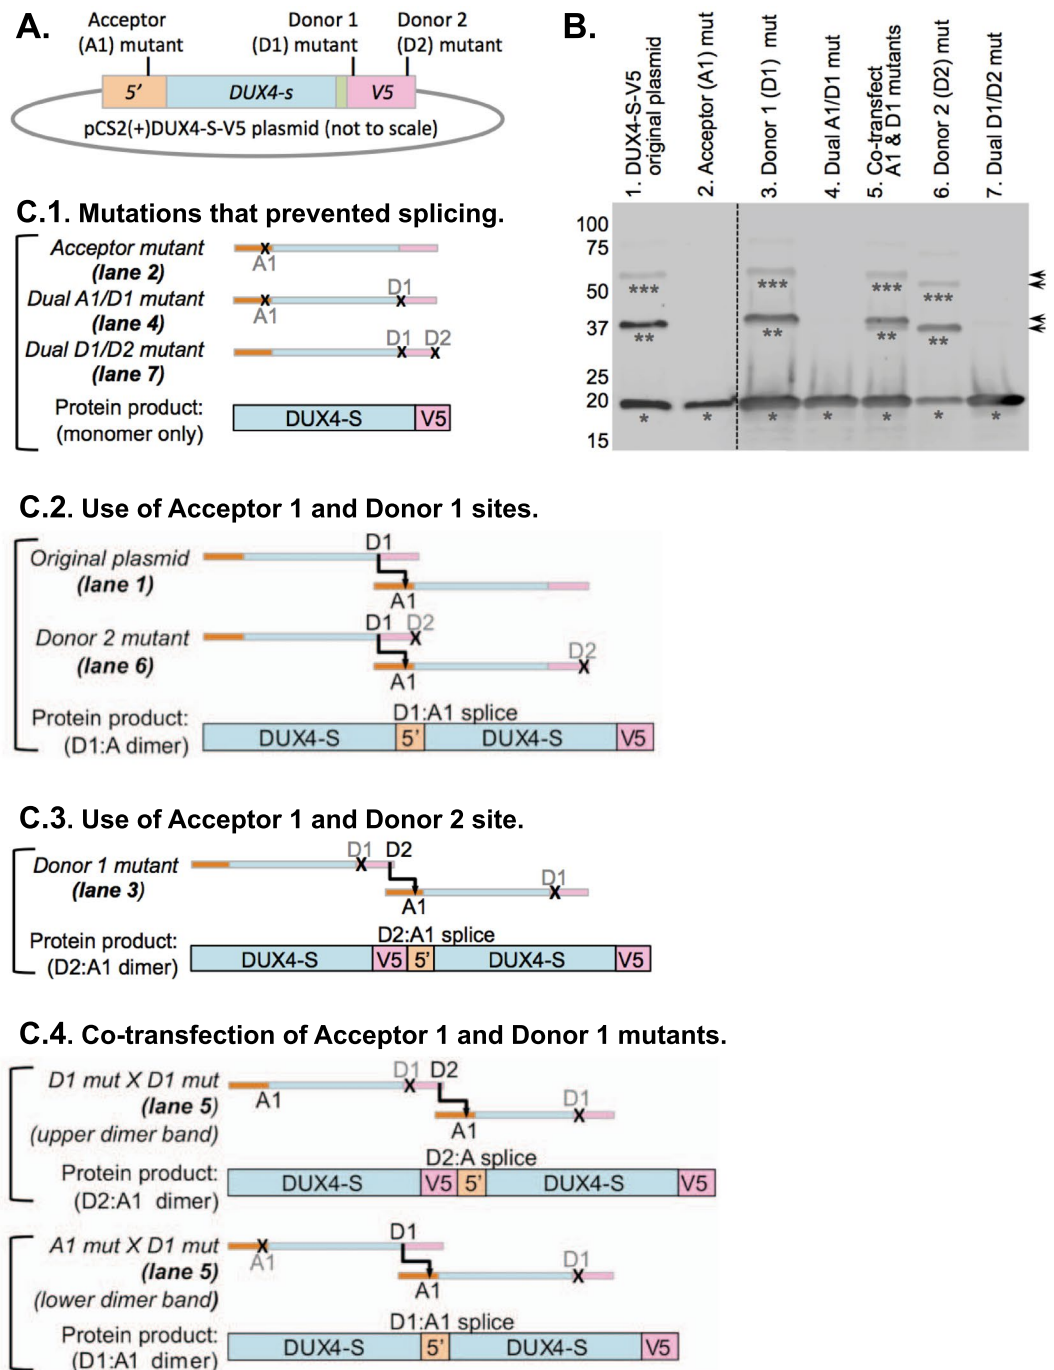 A.
Acceptor
(A1) mutant
Donor 1
(D1) mutant
Donor 2
(D2) mutant
5'
DUX4-s
V5
pCS2(+)DUX4-S-V5 plasmid (not to scale)
B.
1. DUX4-S-V5
original plasmid
2. Acceptor (A1) mut
3. Donor 1 (D1) mut
4. Dual A1/D1 mut
5. Co-transfect
A1 & D1 mutants
6. Donor 2 (D2) mut
7. Dual D1/D2 mut
100
75
50
37
25
20
15
*** *** *** ***
** ** ** **
* * * * * * *
C.1. Mutations that prevented splicing.
Acceptor mutant
(lane 2)
X
A1
Dual A1/D1 mutant
(lane 4)
D1
X X
A1
Dual D1/D2 mutant
(lane 7)
D1 D2
X X
Protein product:
(monomer only)
DUX4-S V5
C.2. Use of Acceptor 1 and Donor 1 sites.
Original plasmid
(lane 1)
D1
A1
Donor 2 mutant
(lane 6)
D1 D2
X
D2
X
A1
Protein product:
(D1:A dimer)
D1:A1 splice
DUX4-S 5' DUX4-S V5
C.3. Use of Acceptor 1 and Donor 2 site.
Donor 1 mutant
(lane 3)
D1 D2
X
D1
X
A1
Protein product:
(D2:A1 dimer)
D2:A1 splice
DUX4-S V5 5' DUX4-S V5
C.4. Co-transfection of Acceptor 1 and Donor 1 mutants.
D1 mut X D1 mut
(lane 5)
(upper dimer band)
D1 D2
X
A1
D1
X
A1
Protein product:
(D2:A1 dimer)
D2:A splice
DUX4-S V5 5' DUX4-S V5
A1 mut X D1 mut
(lane 5)
(lower dimer band)
D1
X
A1
D1
X
A1
Protein product:
(D1:A1 dimer)
D1:A1 splice
DUX4-S 5' DUX4-S V5